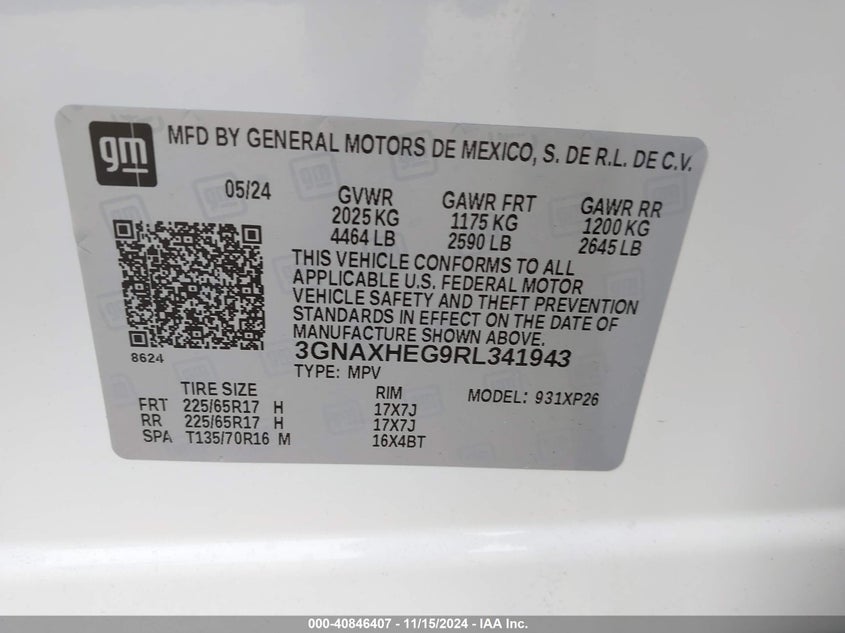 gm
MFD BY GENERAL MOTORS DE MEXICO, S. DE R.L. DE C.V.
05/24 GVWR GAWR FRT GAWR RR
2025 KG 1175 KG 1200 KG
4464 LB 2590 LB 2645 LB
THIS VEHICLE CONFORMS TO ALL
APPLICABLE U.S. FEDERAL MOTOR
VEHICLE SAFETY AND THEFT PREVENTION
STANDARDS IN EFFECT ON THE DATE OF
MANUFACTURE SHOWN ABOVE.
8624 3GNAXHEG9RL341943
TYPE: MPV
TIRE SIZE RIM MODEL: 931XP26
FRT 225/65R17 H 17X7J
RR 225/65R17 H 17X7J
SPA T135/70R16 M 16X4BT
000-40846407 - 11/15/2024 - IAA Inc.